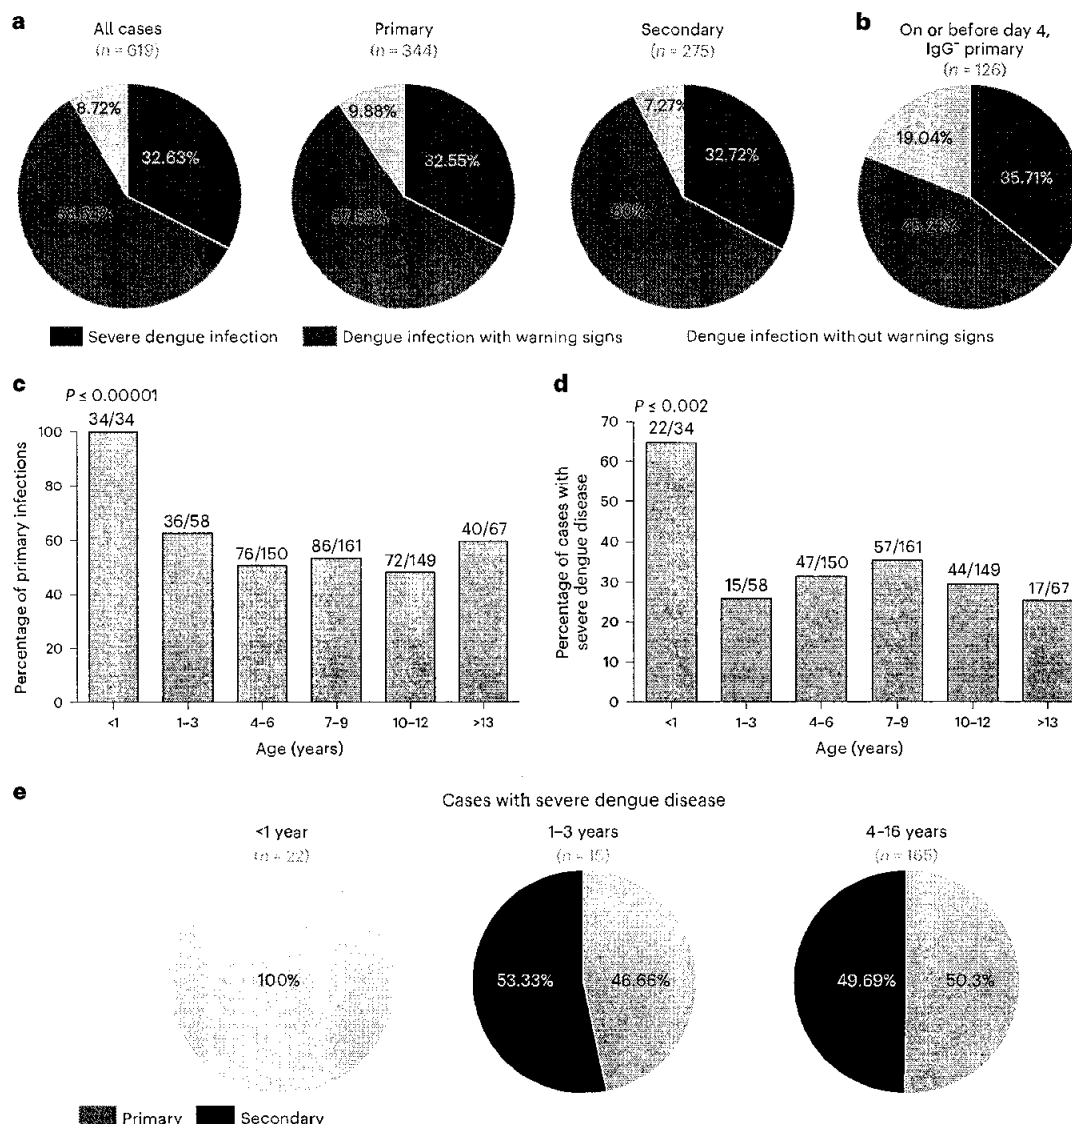 a
All cases
(n = 619)
Primary
(n = 344)
Secondary
(n = 275)
b
On or before day 4,
IgG⁻ primary
(n = 126)
8.72%
32.63%
9.88%
32.55%
57.55%
7.27%
32.72%
60%
19.04%
35.71%
Severe dengue infection
Dengue infection with warning signs
Dengue infection without warning signs
c
P ≤ 0.00001
Percentage of primary infections
100
80
60
40
20
0
34/34
36/58
76/150
86/161
72/149
40/67
<1
1–3
4–6
7–9
10–12
>13
Age (years)
d
P ≤ 0.002
Percentage of cases with
severe dengue disease
70
60
50
40
30
20
10
0
22/34
15/58
47/150
57/161
44/149
17/67
<1
1–3
4–6
7–9
10–12
>13
Age (years)
e
Cases with severe dengue disease
<1 year
(n = 22)
1–3 years
(n = 15)
4–16 years
(n = 165)
100%
53.33%
46.66%
49.69%
50.3%
Primary
Secondary